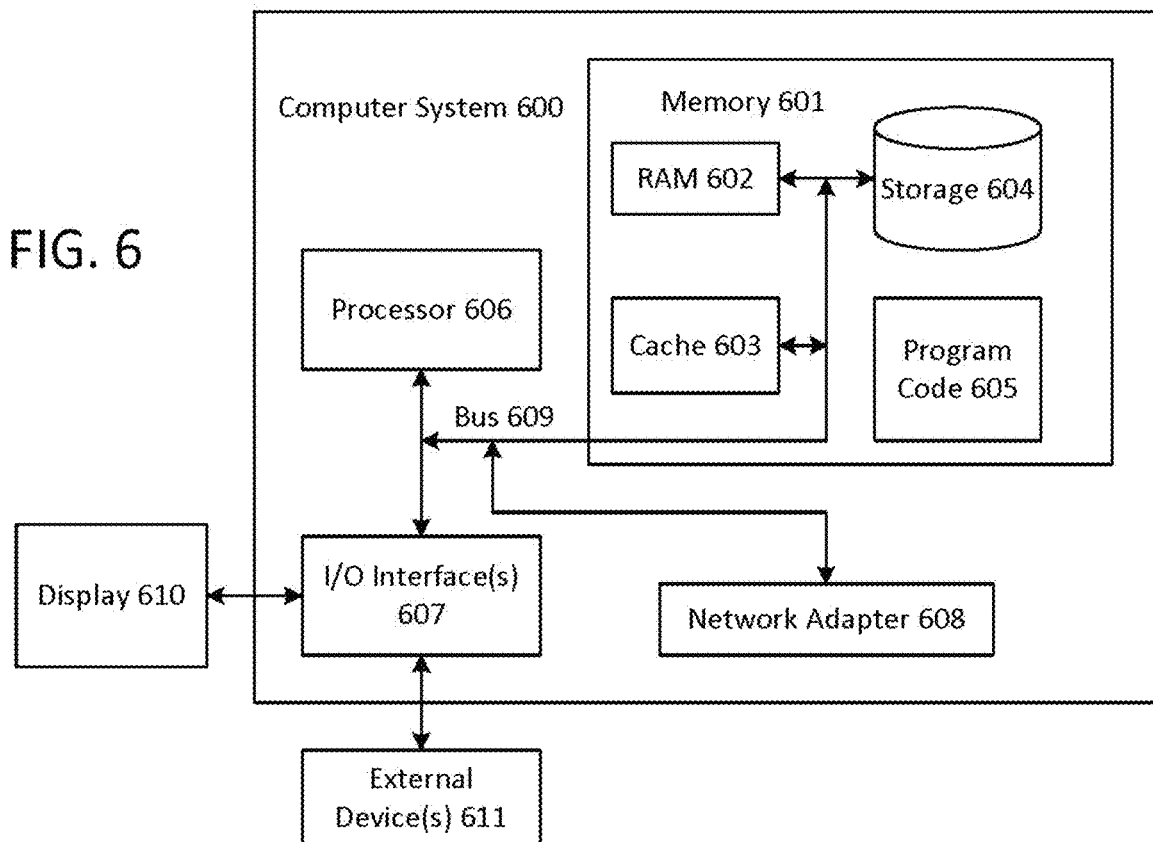 FIG. 6
Computer System 600
Memory 601
RAM 602
Storage 604
Processor 606
Cache 603
Program
Code 605
Bus 609
Display 610
I/O Interface(s)
607
Network Adapter 608
External
Device(s) 611